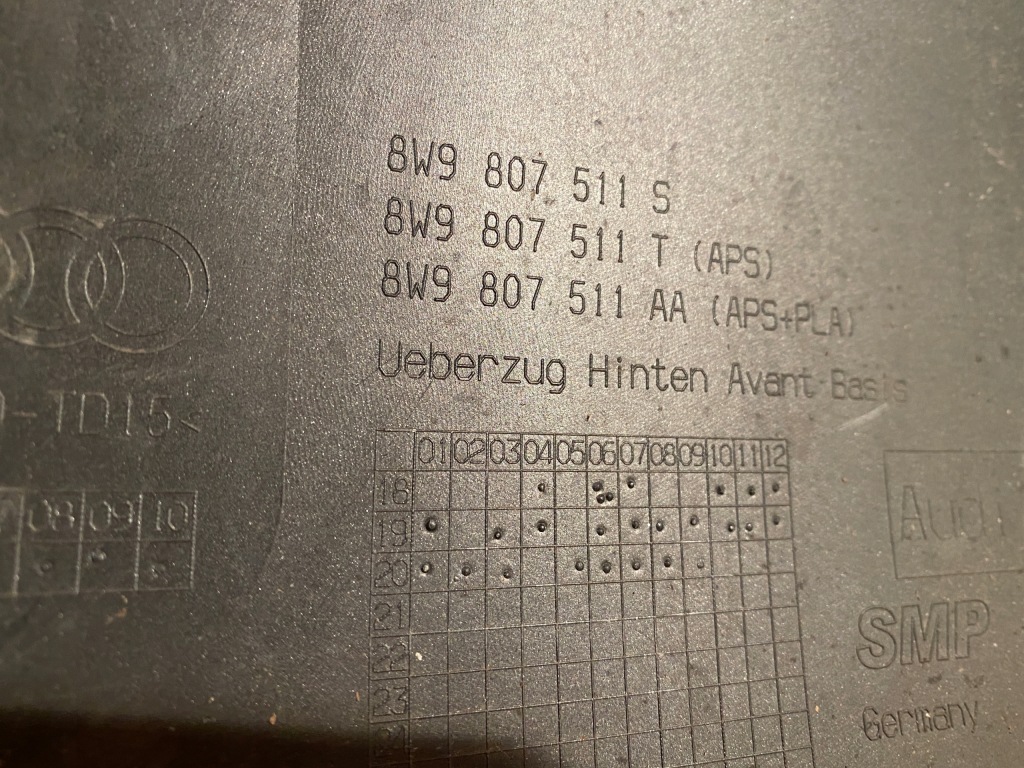 8W9 807 511 S
8W9 807 511 T (APS)
8W9 807 511 AA (APS+PLA)
Ueberzug Hinten Avant Basis
-TD15<
08 09 10
01 02 03 04 05 06 07 08 09 10 11 12
18
19
20
21
22
23
Audi
SMP
Germany